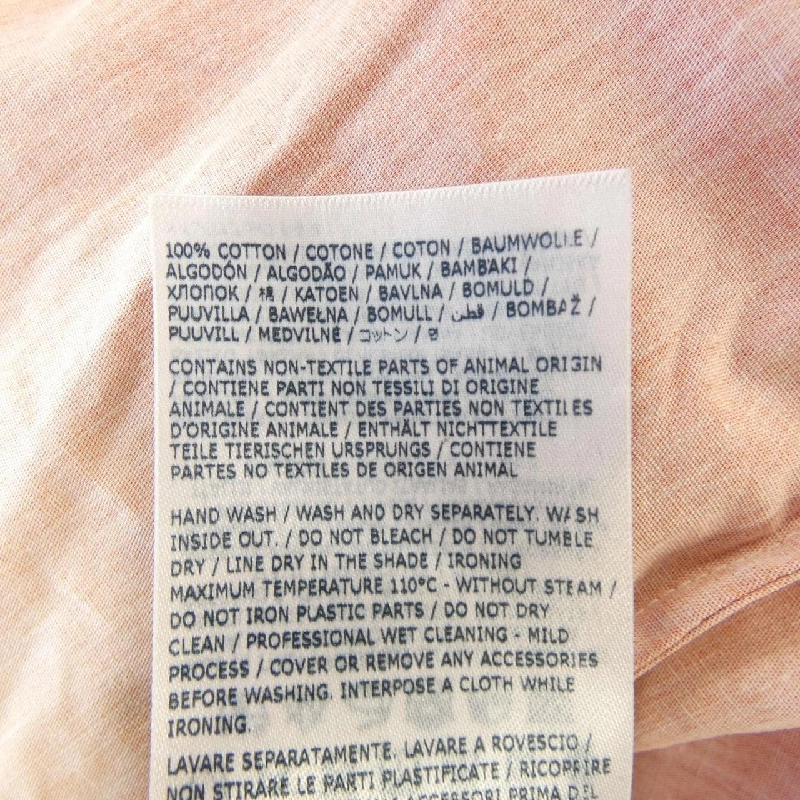 100% COTTON / COTONE / COTON / BAUMWOLLE /
ALGODÓN / ALGODÃO / PAMUK / BAMBAKI /
ХЛОПОК / 棉 / KATOEN / BAVLNA / BOMULD /
PUUVILLA / BAWEŁNA / BOMULL / قطن / BOMBAŽ /
PUUVILL / MEDVILNĖ / コットン / 면
CONTAINS NON-TEXTILE PARTS OF ANIMAL ORIGIN
/ CONTIENE PARTI NON TESSILI DI ORIGINE
ANIMALE / CONTIENT DES PARTIES NON TEXTILES
D'ORIGINE ANIMALE / ENTHÄLT NICHTTEXTILE
TEILE TIERISCHEN URSPRUNGS / CONTIENE
PARTES NO TEXTILES DE ORIGEN ANIMAL
HAND WASH / WASH AND DRY SEPARATELY. WASH
INSIDE OUT. / DO NOT BLEACH / DO NOT TUMBLE
DRY / LINE DRY IN THE SHADE / IRONING
MAXIMUM TEMPERATURE 110°C - WITHOUT STEAM /
DO NOT IRON PLASTIC PARTS / DO NOT DRY
CLEAN / PROFESSIONAL WET CLEANING - MILD
PROCESS / COVER OR REMOVE ANY ACCESSORIES
BEFORE WASHING. INTERPOSE A CLOTH WHILE
IRONING.
LAVARE SEPARATAMENTE. LAVARE A ROVESCIO /
NON STIRARE LE PARTI PLASTIFICATE / RICOPRIRE
ACCESSORI PRIMA DEL